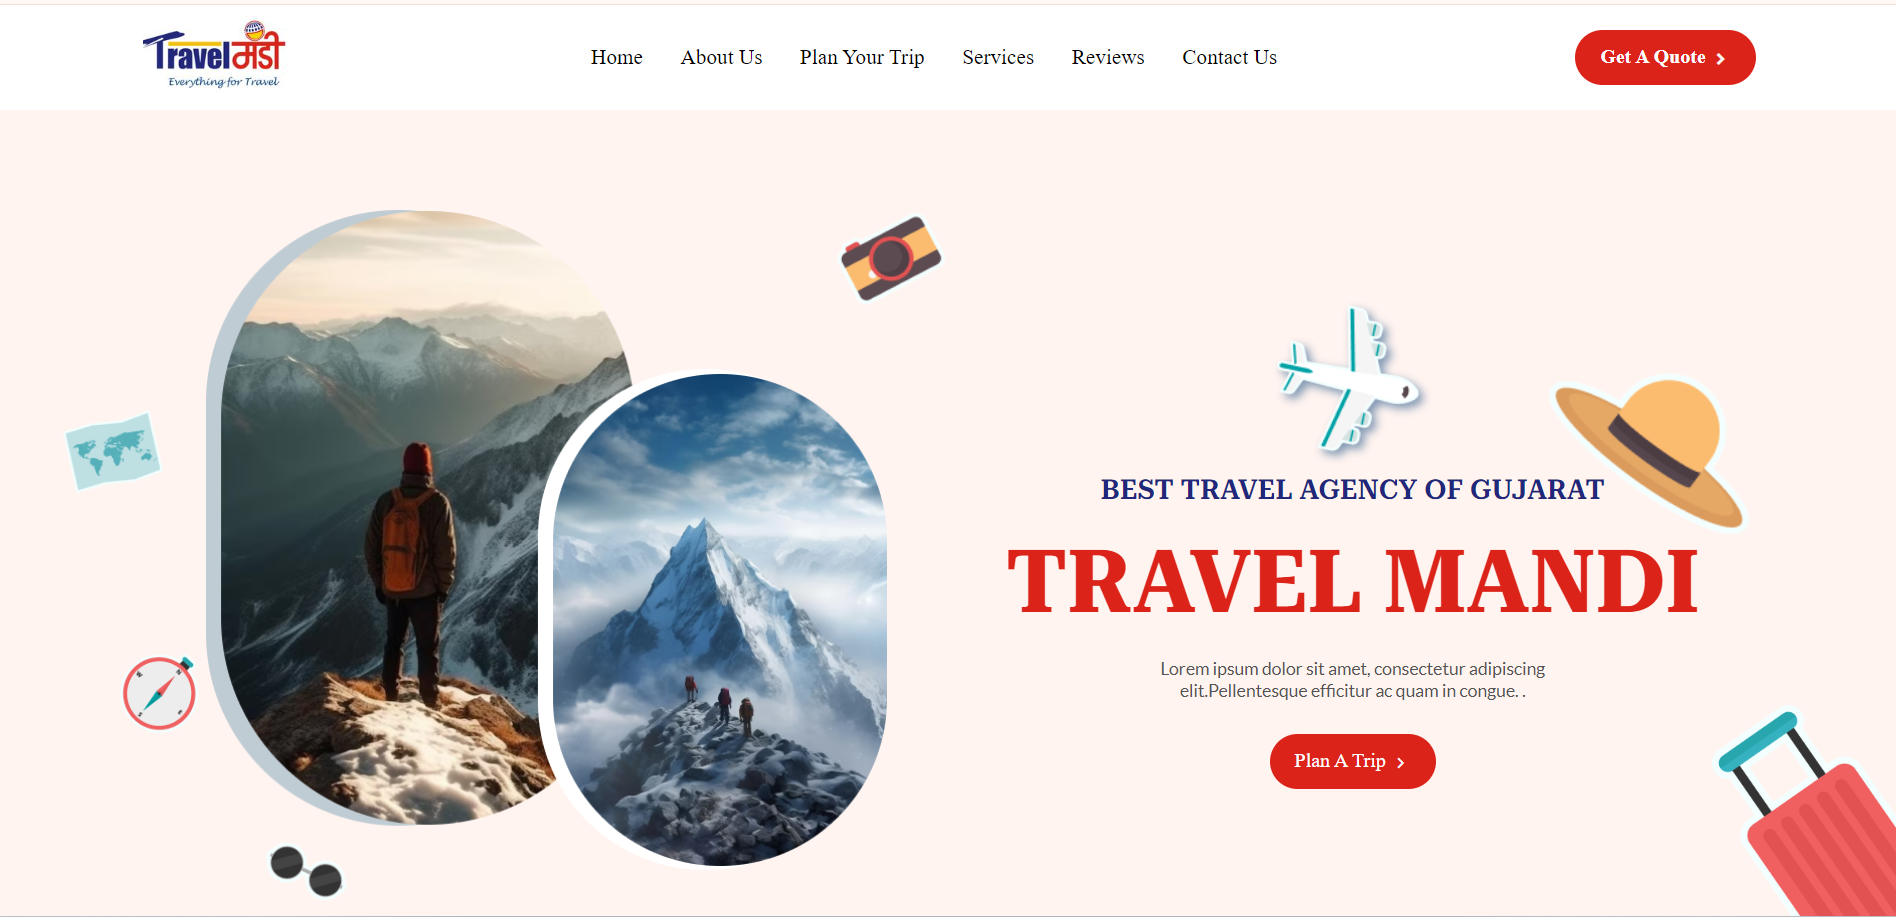 Travelमंडी
Everything for Travel
Home About Us Plan Your Trip Services Reviews Contact Us
Get A Quote
BEST TRAVEL AGENCY OF GUJARAT
TRAVEL MANDI
Lorem ipsum dolor sit amet, consectetur adipiscing
elit.Pellentesque efficitur ac quam in congue. .
Plan A Trip